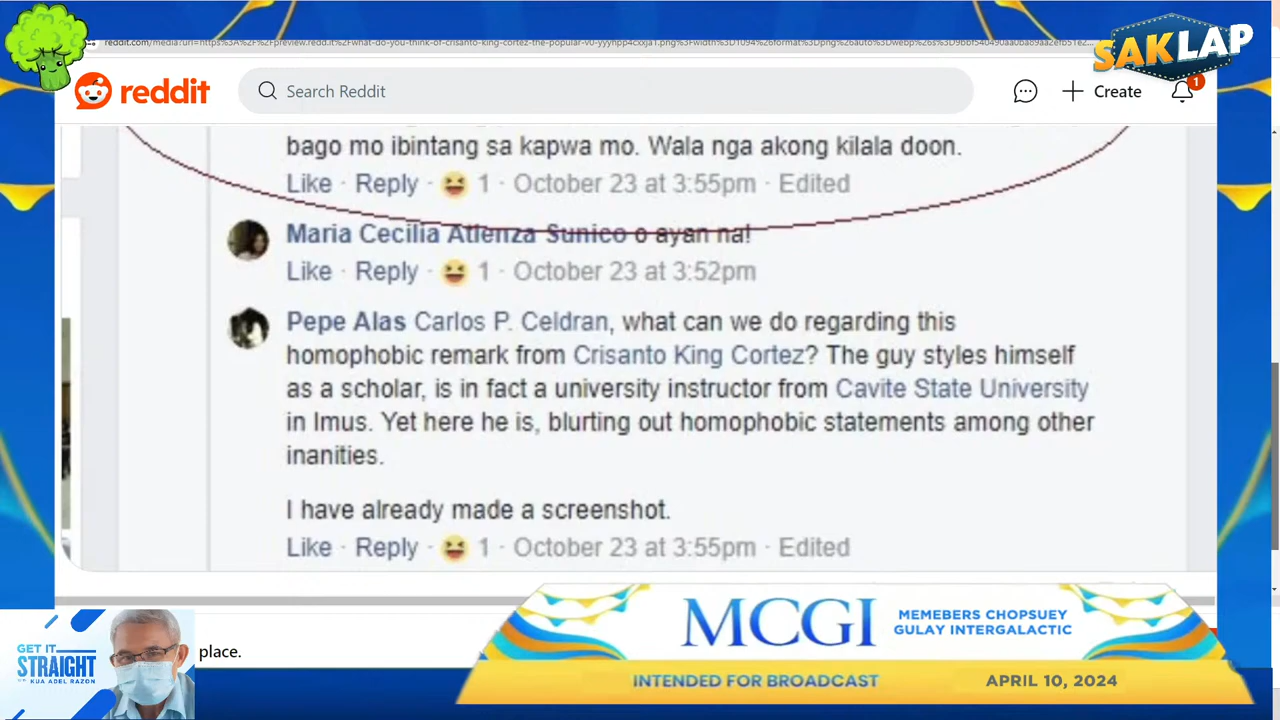 SAKLAP
reddit
Search Reddit
Create
1
bago mo ibintang sa kapwa mo. Wala nga akong kilala doon.
Like · Reply · 1 · October 23 at 3:55pm · Edited
Maria Cecilia Atienza Sunico o ayan na!
Like · Reply · 1 · October 23 at 3:52pm
Pepe Alas Carlos P. Celdran, what can we do regarding this
homophobic remark from Crisanto King Cortez? The guy styles himself
as a scholar, is in fact a university instructor from Cavite State University
in Imus. Yet here he is, blurting out homophobic statements among other
inanities.
I have already made a screenshot.
Like · Reply · 1 · October 23 at 3:55pm · Edited
place.
GET IT
STRAIGHT
KUA ADEL RAZON
MCGI
MEMEBERS CHOPSUEY
GULAY INTERGALACTIC
INTENDED FOR BROADCAST
APRIL 10, 2024